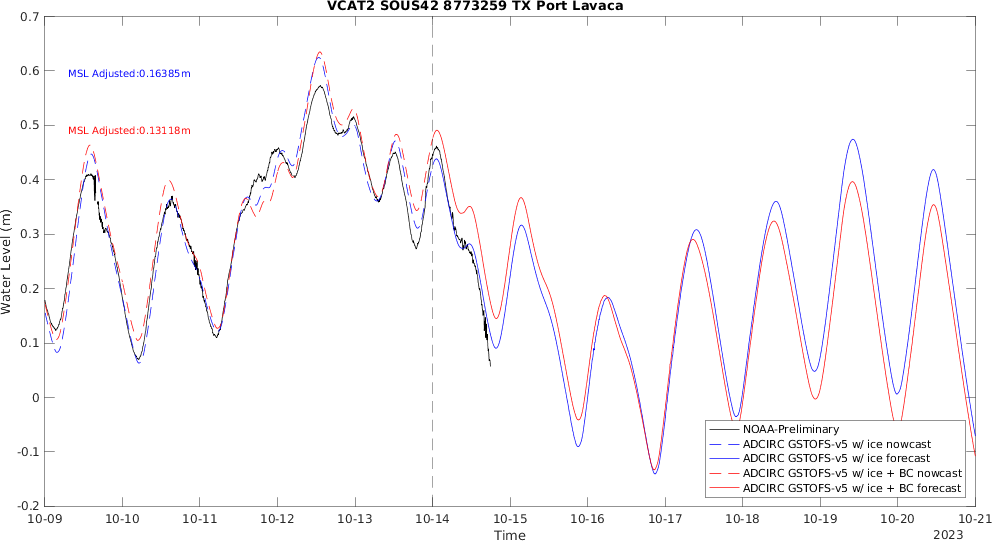 VCAT2 SOUS42 8773259 TX Port Lavaca
0.7
0.6
0.5
0.4
0.3
0.2
0.1
0
-0.1
-0.2
Water Level (m)
MSL Adjusted:0.16385m
MSL Adjusted:0.13118m
NOAA-Preliminary
ADCIRC GSTOFS-v5 w/ ice nowcast
ADCIRC GSTOFS-v5 w/ ice forecast
ADCIRC GSTOFS-v5 w/ ice + BC nowcast
ADCIRC GSTOFS-v5 w/ ice + BC forecast
10-09 10-10 10-11 10-12 10-13 10-14 10-15 10-16 10-17 10-18 10-19 10-20 10-21
Time
2023